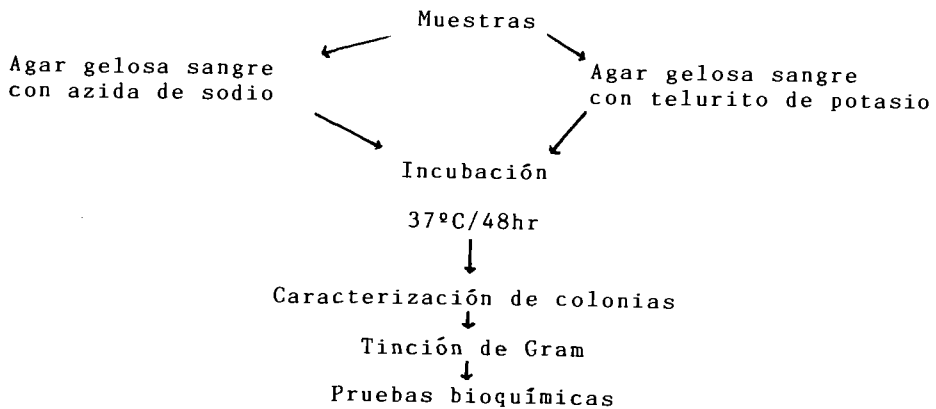 Muestras
Agar gelosa sangre
con azida de sodio
Agar gelosa sangre
con telurito de potasio
Incubación
37ºC/48hr
Caracterización de colonias
Tinción de Gram
Pruebas bioquímicas